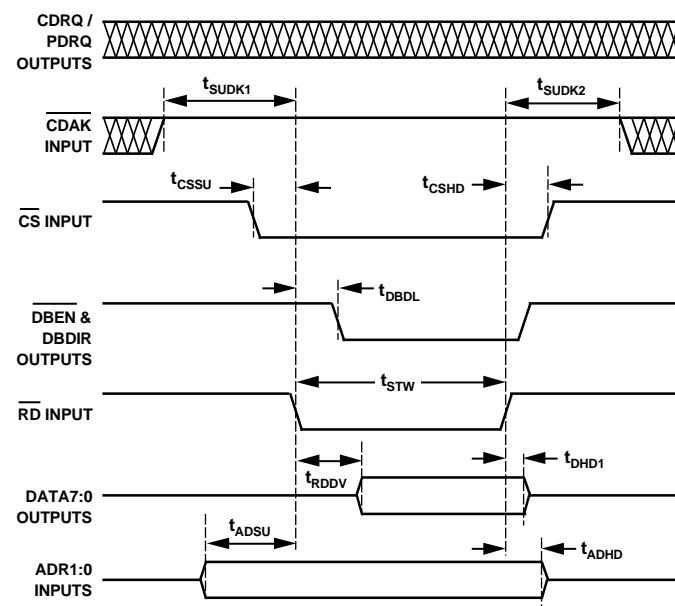 CDRQ /
PDRQ
OUTPUTS
tSUDK1
tSUDK2
CDAK
INPUT
tCSSU
tCSHD
CS INPUT
tDBDL
DBEN &
DBDIR
OUTPUTS
tSTW
RD INPUT
tDHD1
tRDDV
DATA7:0
OUTPUTS
tADSU
tADHD
ADR1:0
INPUTS